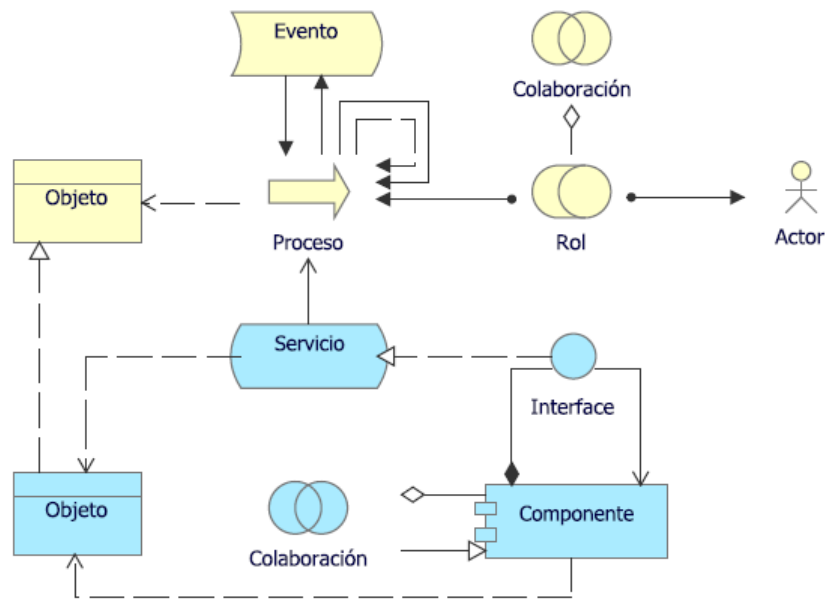 Evento
Colaboración
Objeto
Proceso
Rol
Actor
Servicio
Interface
Objeto
Colaboración
Componente